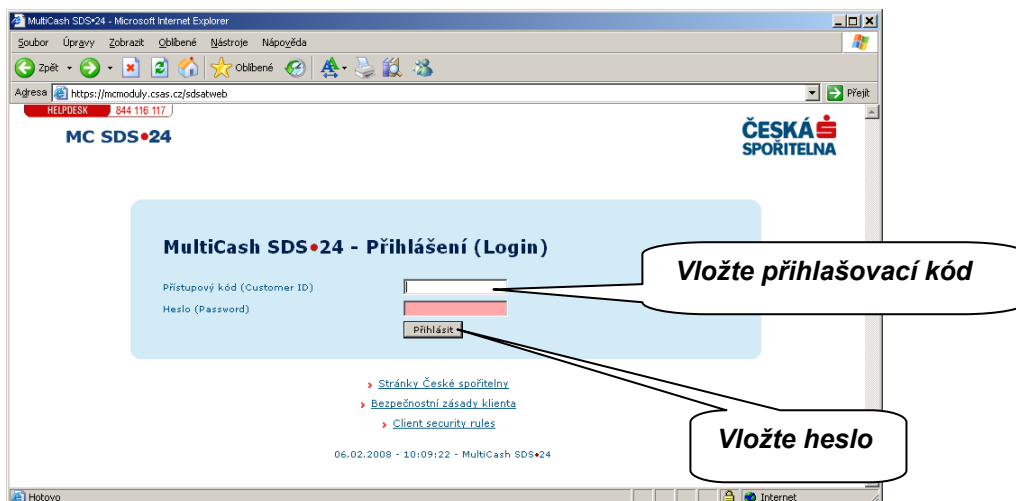 MultiCash SDS•24 - Microsoft Internet Explorer
Soubor Úpravy Zobrazit Oblíbené Nástroje Nápověda
Zpět Oblíbené
Adresa https://mcmoduly.csas.cz/sdsatweb Přejít
HELPDESK 844 116 117
MC SDS•24
ČESKÁ
SPOŘITELNA
MultiCash SDS•24 - Přihlášení (Login)
Vložte přihlašovací kód
Přístupový kód (Customer ID)
Heslo (Password)
Přihlásit
Stránky České spořitelny
Bezpečnostní zásady klienta
Client security rules
Vložte heslo
06.02.2008 - 10:09:22 - MultiCash SDS•24
Hotovo Internet